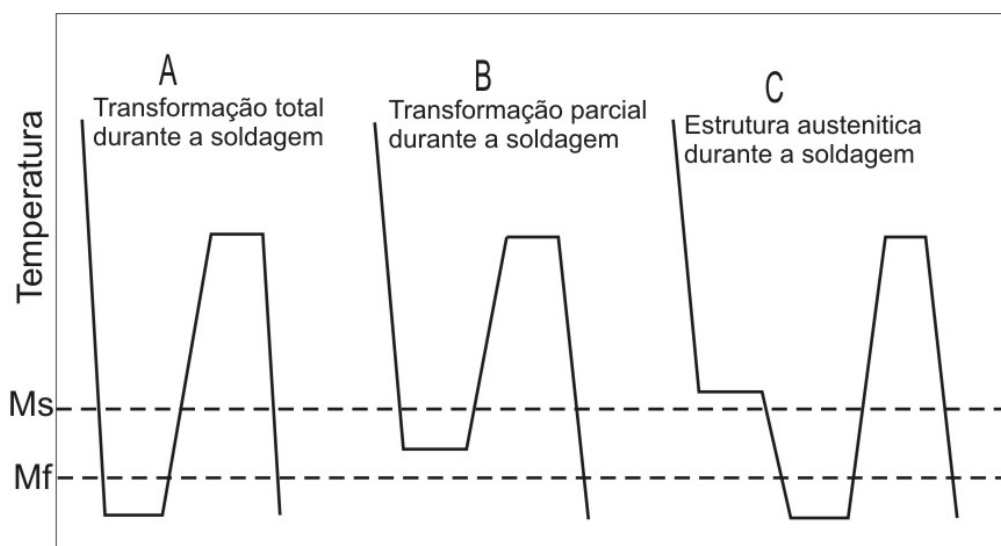 A
Transformação total
durante a soldagem
B
Transformação parcial
durante a soldagem
C
Estrutura austenitica
durante a soldagem
Temperatura
Ms
Mf